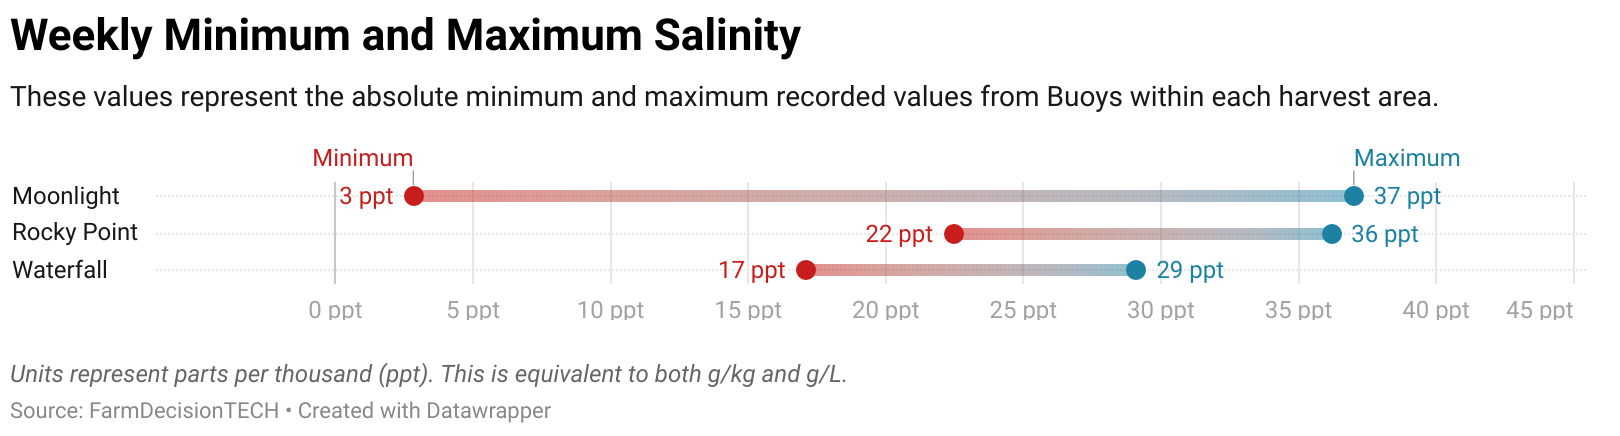 Weekly Minimum and Maximum Salinity
These values represent the absolute minimum and maximum recorded values from Buoys within each harvest area.
Minimum Maximum
Moonlight 3 ppt 37 ppt
Rocky Point 22 ppt 36 ppt
Waterfall 17 ppt 29 ppt
0 ppt 5 ppt 10 ppt 15 ppt 20 ppt 25 ppt 30 ppt 35 ppt 40 ppt 45 ppt
Units represent parts per thousand (ppt). This is equivalent to both g/kg and g/L.
Source: FarmDecisionTECH • Created with Datawrapper